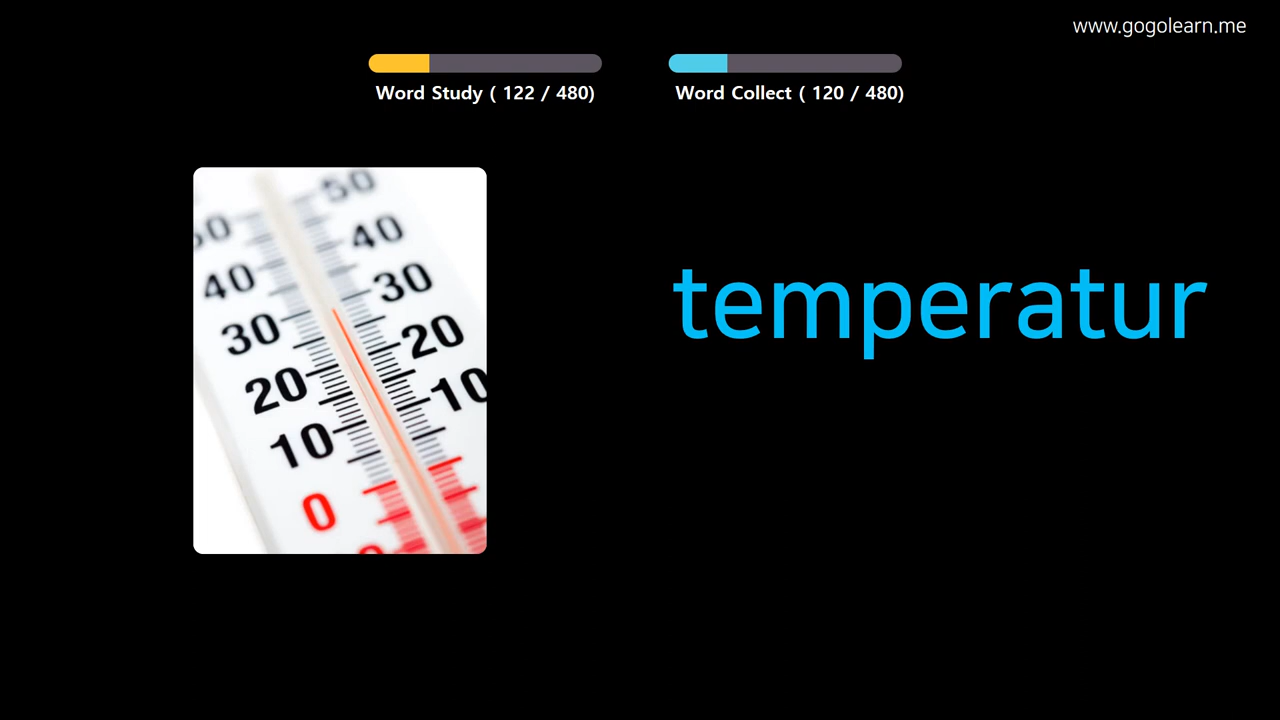 www.gogolearn.me
Word Study ( 122 / 480)
Word Collect ( 120 / 480)
50
50 40
40 30
30 20
20 10
10
0
temperatur